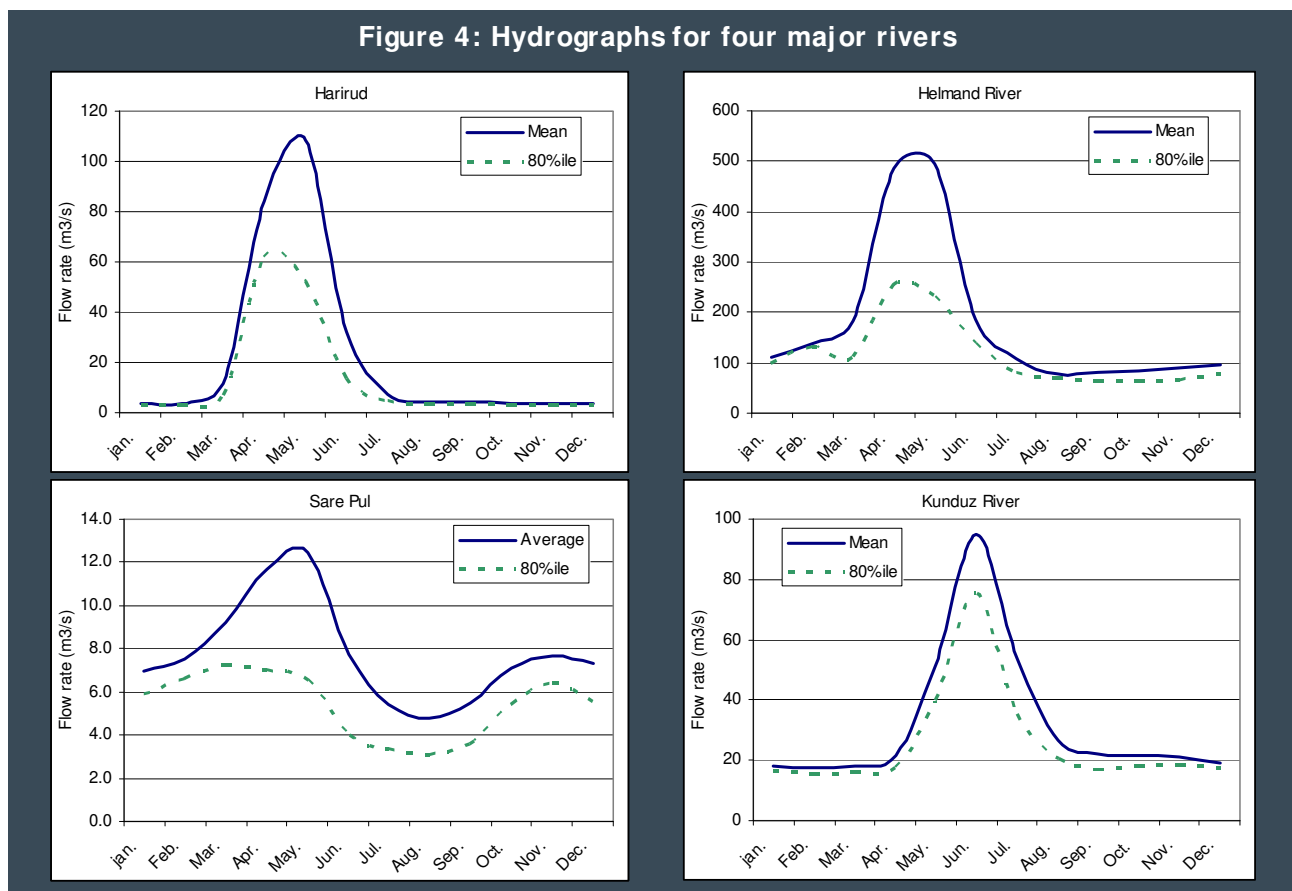 Figure 4: Hydrographs for four major rivers
Harirud
120
100
80
60
40
20
0
Flow rate (m3/s)
Mean
80%ile
jan. Feb. Mar. Apr. May. Jun. Jul. Aug. Sep. Oct. Nov. Dec.
Helmand River
600
500
400
300
200
100
0
Flow rate (m3/s)
Mean
80%ile
jan. Feb. Mar. Apr. May. Jun. Jul. Aug. Sep. Oct. Nov. Dec.
Sare Pul
14.0
12.0
10.0
8.0
6.0
4.0
2.0
0.0
Flow rate (m3/s)
Average
80%ile
jan. Feb. Mar. Apr. May. Jun. Jul. Aug. Sep. Oct. Nov. Dec.
Kunduz River
100
80
60
40
20
0
Flow rate (m3/s)
Mean
80%ile
jan. Feb. Mar. Apr. May. Jun. Jul. Aug. Sep. Oct. Nov. Dec.